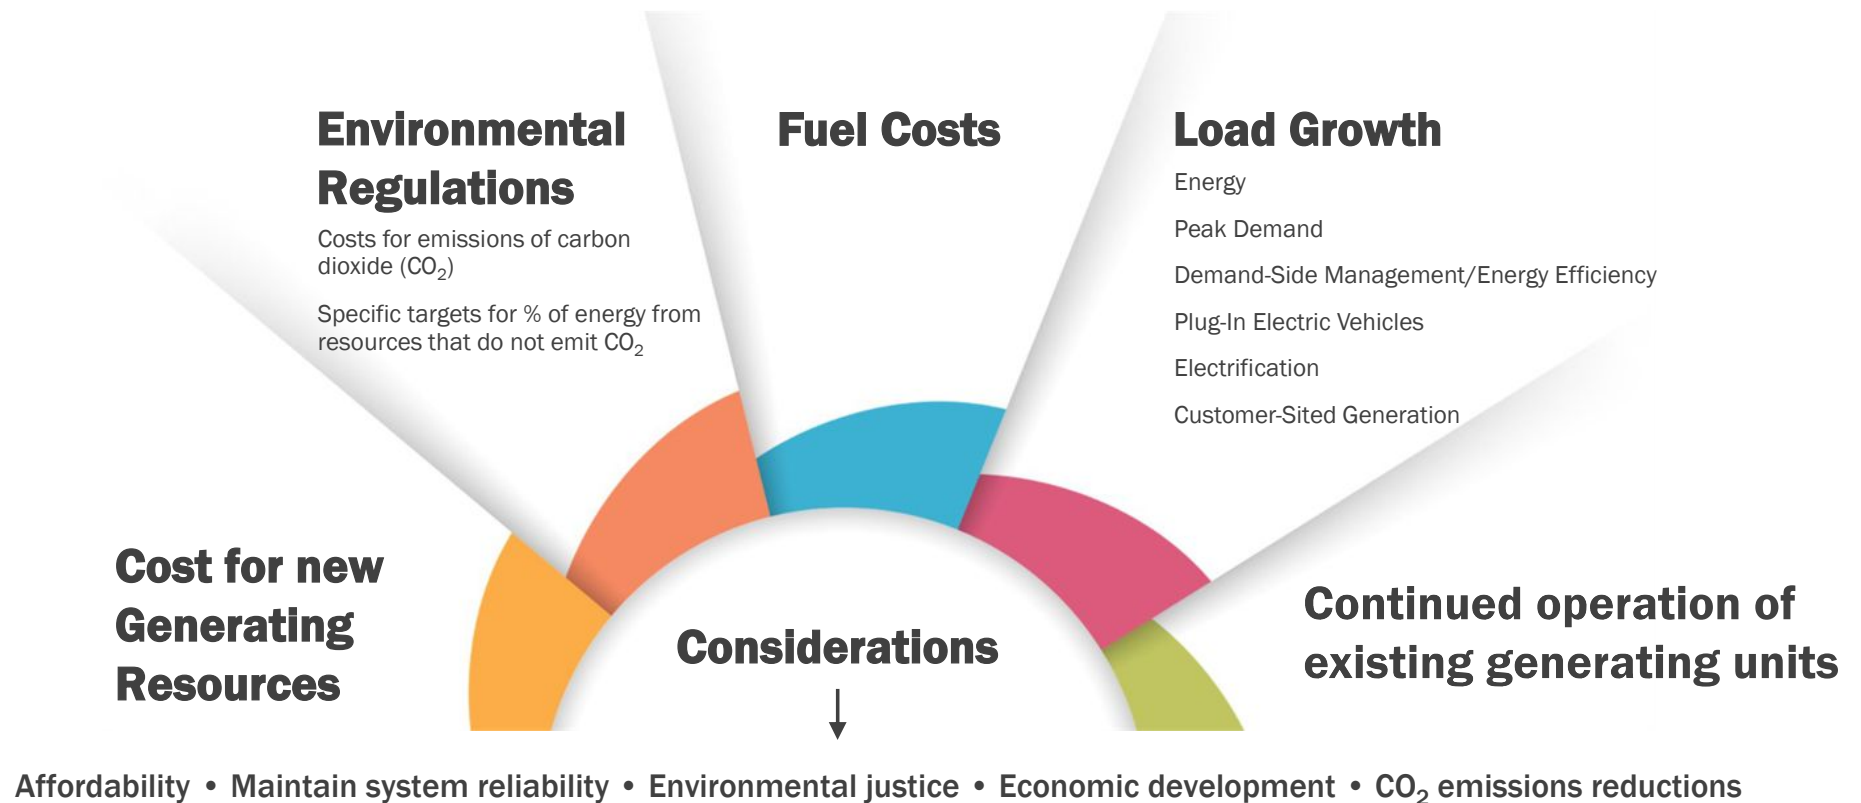 Environmental
Regulations
Costs for emissions of carbon
dioxide (CO₂)
Specific targets for % of energy from
resources that do not emit CO₂
Fuel Costs
Load Growth
Energy
Peak Demand
Demand-Side Management/Energy Efficiency
Plug-In Electric Vehicles
Electrification
Customer-Sited Generation
Cost for new
Generating
Resources
Considerations
Continued operation of
existing generating units
Affordability • Maintain system reliability • Environmental justice • Economic development • CO₂ emissions reductions